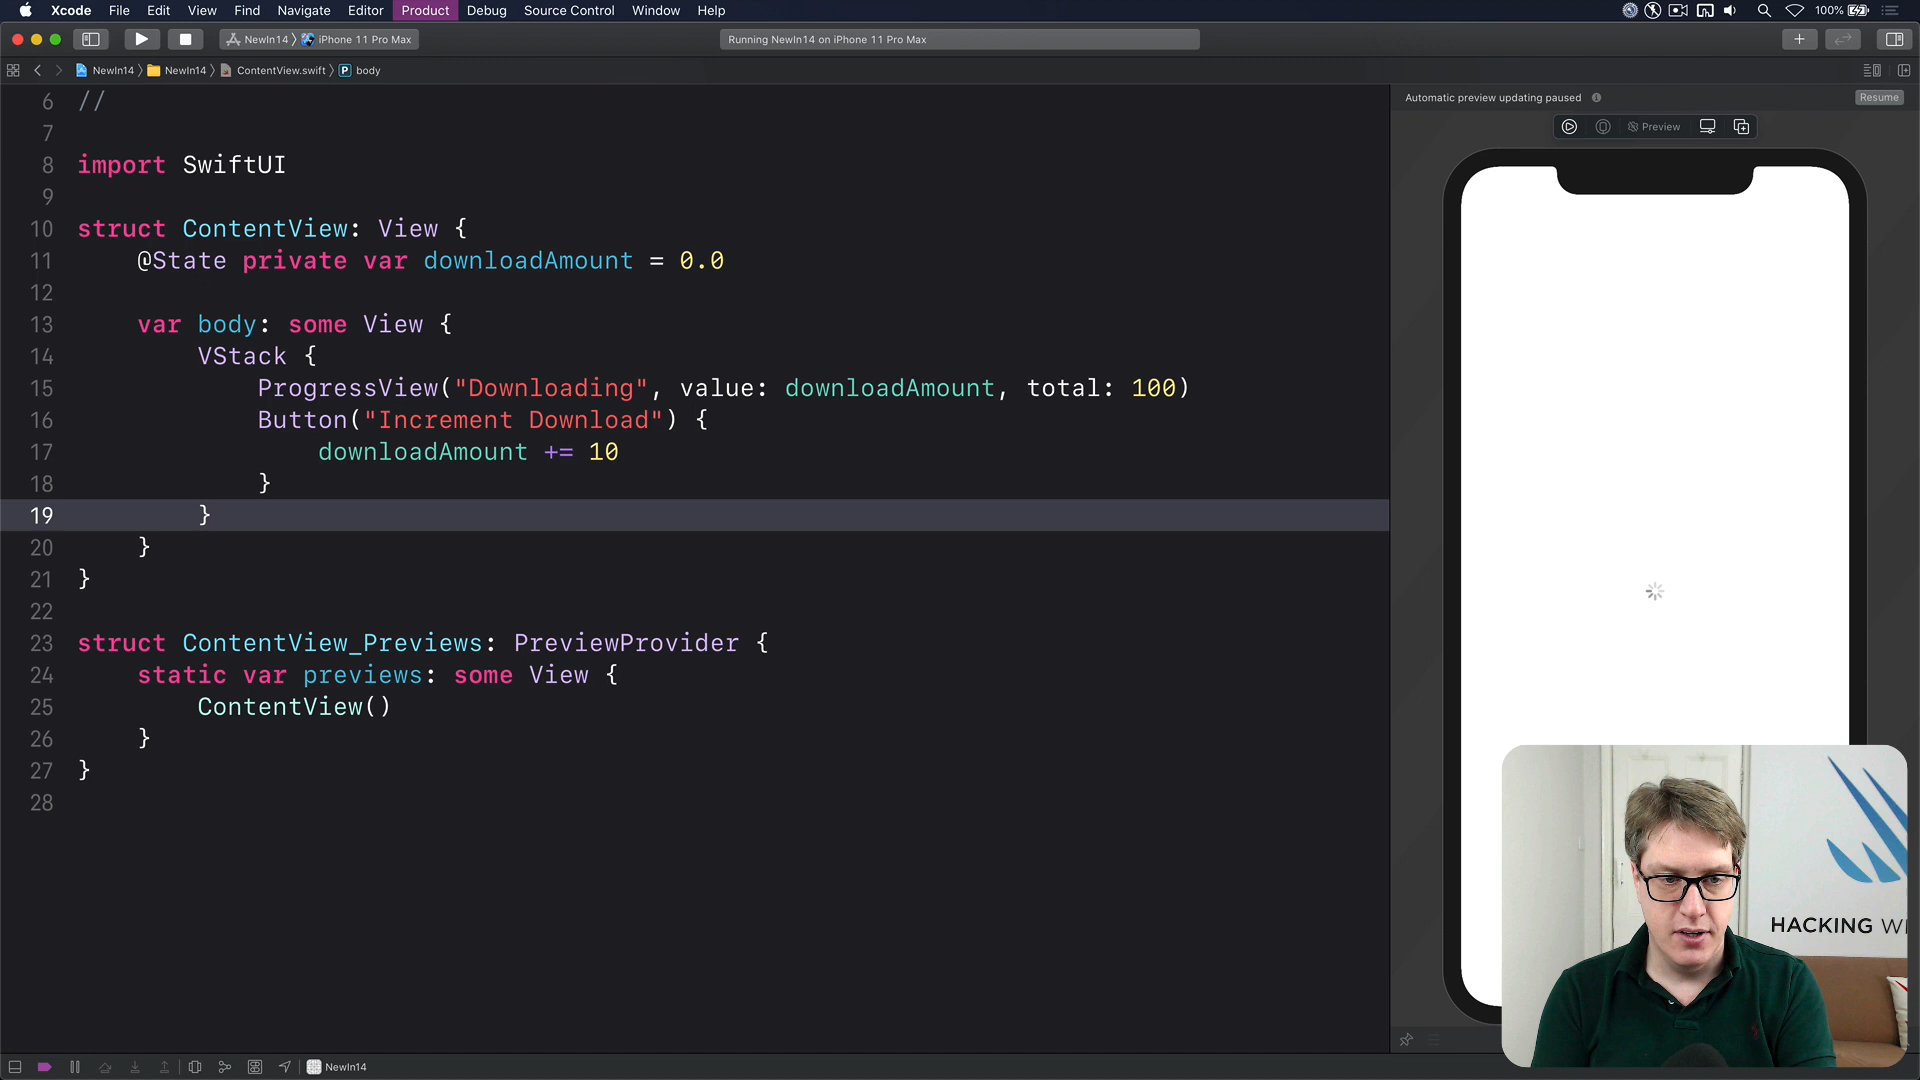 Xcode File Edit View Find Navigate Editor Product Debug Source Control Window Help 100%
NewIn14 iPhone 11 Pro Max Running NewIn14 on iPhone 11 Pro Max
NewIn14 NewIn14 ContentView.swift P body
Automatic preview updating paused Resume
Preview
6 //
7
8 import SwiftUI
9
10 struct ContentView: View {
11 @State private var downloadAmount = 0.0
12
13 var body: some View {
14 VStack {
15 ProgressView("Downloading", value: downloadAmount, total: 100)
16 Button("Increment Download") {
17 downloadAmount += 10
18 }
19 }
20 }
21 }
22
23 struct ContentView_Previews: PreviewProvider {
24 static var previews: some View {
25 ContentView()
26 }
27 }
28
HACKING WI
NewIn14